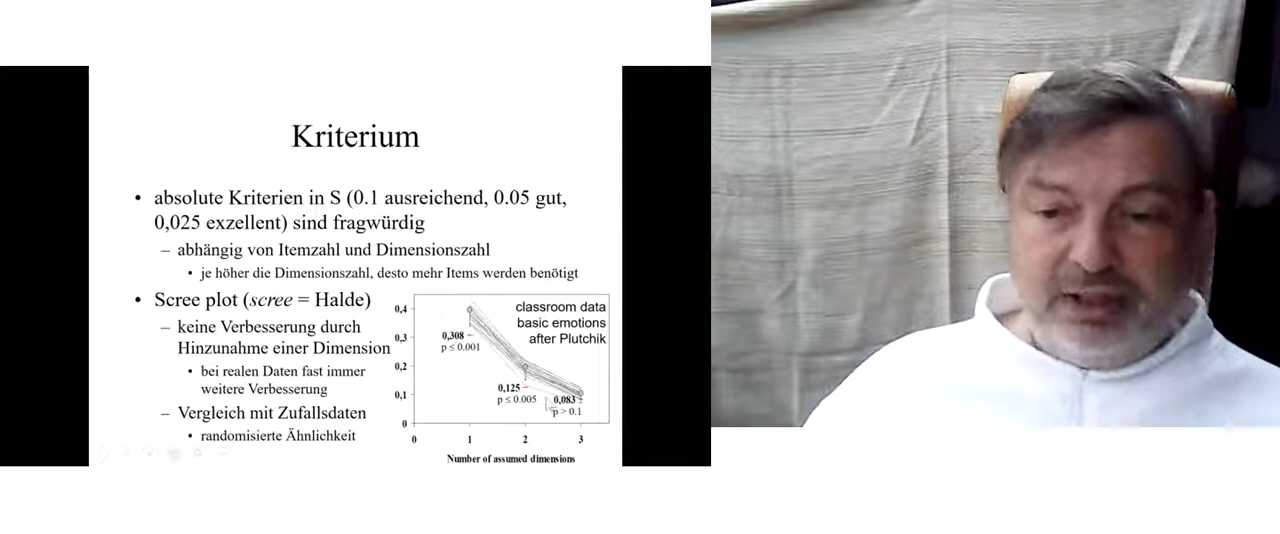 Kriterium
• absolute Kriterien in S (0.1 ausreichend, 0.05 gut,
0,025 exzellent) sind fragwürdig
– abhängig von Itemzahl und Dimensionszahl
• je höher die Dimensionszahl, desto mehr Items werden benötigt
• Scree plot (scree = Halde)
– keine Verbesserung durch
Hinzunahme einer Dimension
• bei realen Daten fast immer
weitere Verbesserung
– Vergleich mit Zufallsdaten
• randomisierte Ähnlichkeit
classroom data
basic emotions
after Plutchik
0,4
0,3
0,2
0,1
0
0,308
p ≤ 0.001
0,125
p ≤ 0.005
0,083
p > 0.1
0 1 2 3
Number of assumed dimensions